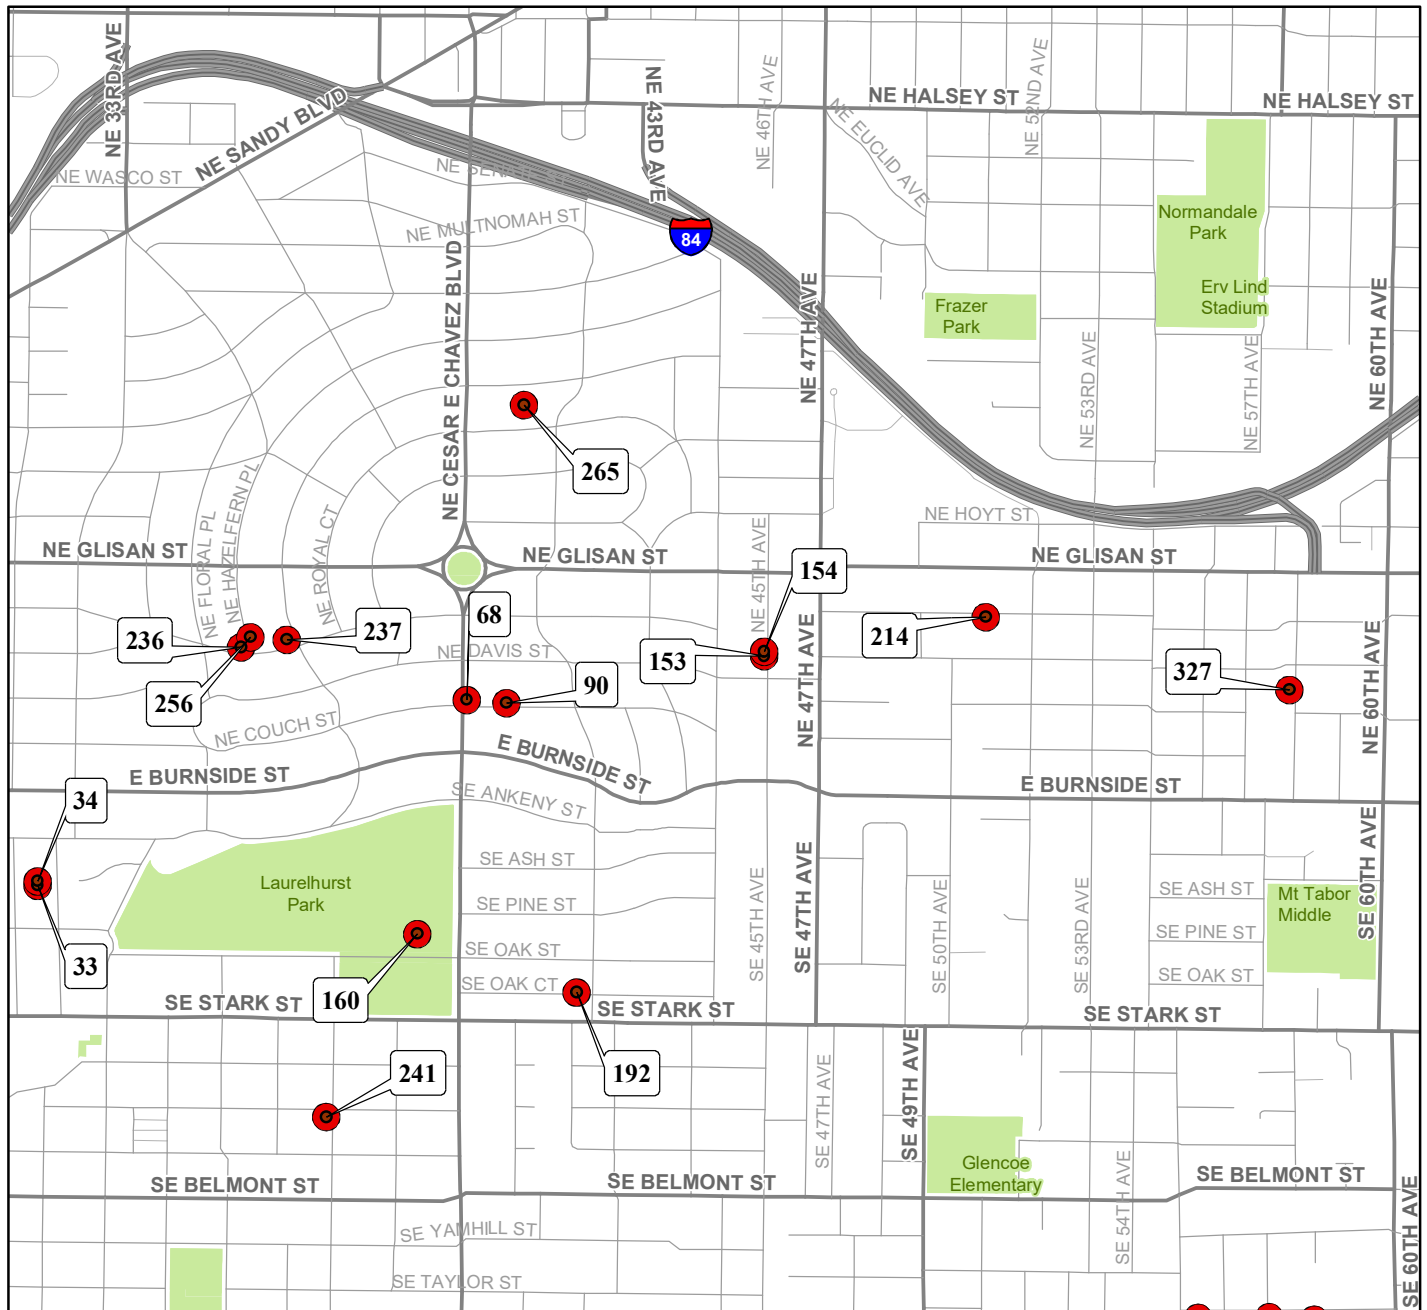 NE 33RD AVE
NE SANDY BLVD
NE WASCO ST
NE 43RD AVE
NE 46TH AVE
NE HALSEY ST
NE 52ND AVE
NE HALSEY ST
NE EUCLID AVE
NE MULTNOMAH ST
84
Normandale
Park
Erv Lind
Stadium
Frazer
Park
NE CESAR E CHAVEZ BLVD
NE 47TH AVE
NE 53RD AVE
NE 57TH AVE
NE 60TH AVE
265
NE FLORAL PL
NE HAZELFERN PL
NE ROYAL CT
NE HOYT ST
NE GLISAN ST
NE GLISAN ST
NE GLISAN ST
NE 45TH AVE
154
68
214
236
237
NE DAVIS ST
153
327
256
90
NE 47TH AVE
NE 60TH AVE
NE COUCH ST
E BURNSIDE ST
E BURNSIDE ST
E BURNSIDE ST
34
SE ANKENY ST
SE ASH ST
SE PINE ST
SE OAK ST
SE OAK CT
Laurelhurst
Park
SE 45TH AVE
SE 47TH AVE
SE 50TH AVE
SE 53RD AVE
SE ASH ST
SE PINE ST
SE OAK ST
Mt Tabor
Middle
SE 60TH AVE
33
160
SE STARK ST
SE STARK ST
SE STARK ST
241
192
SE 47TH AVE
SE 49TH AVE
Glencoe
Elementary
SE 54TH AVE
SE BELMONT ST
SE BELMONT ST
SE BELMONT ST
SE YAMHILL ST
SE TAYLOR ST
SE 60TH AVE